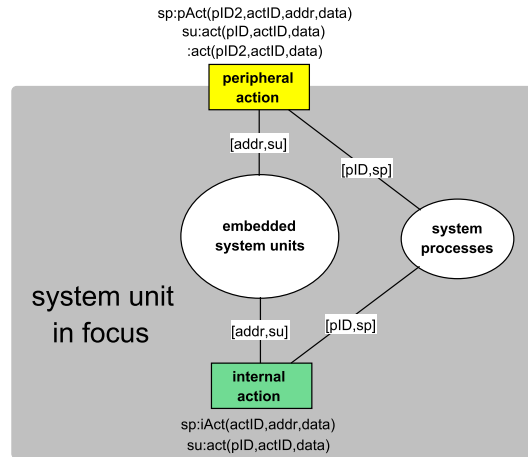 sp:pAct(pID2,actID,addr,data)
su:act(pID,actID,data)
:act(pID2,actID,data)
peripheral
action
[addr,su]
[pID,sp]
embedded
system units
system
processes
system unit
in focus
[addr,su]
[pID,sp]
internal
action
sp:iAct(actID,addr,data)
su:act(pID,actID,data)